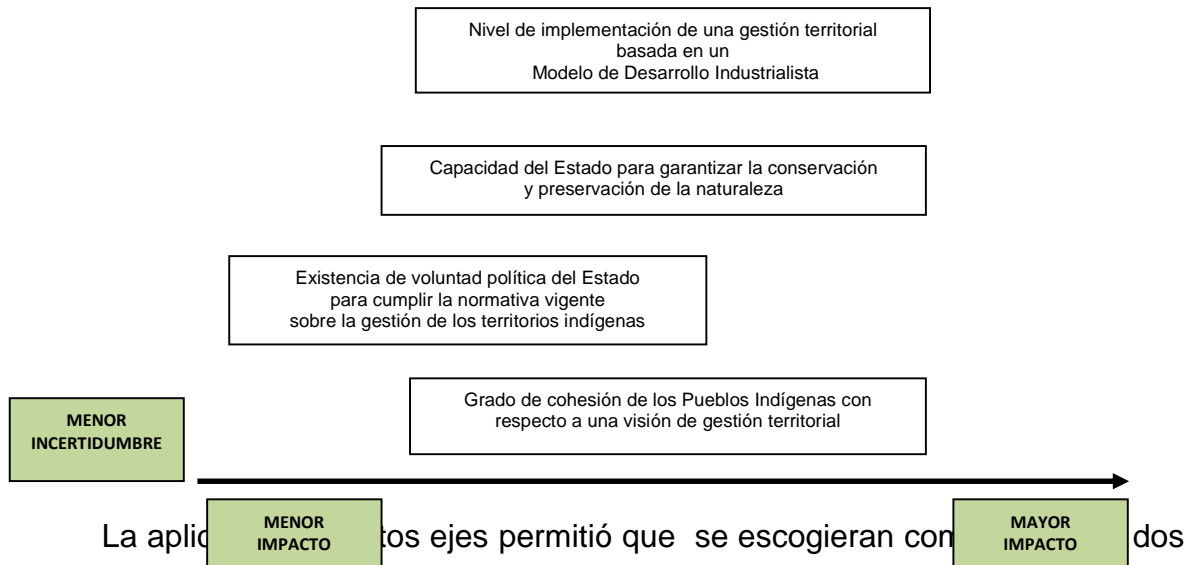 Nivel de implementación de una gestión territorial
basada en un
Modelo de Desarrollo Industrialista
Capacidad del Estado para garantizar la conservación
y preservación de la naturaleza
Existencia de voluntad política del Estado
para cumplir la normativa vigente
sobre la gestión de los territorios indígenas
Grado de cohesión de los Pueblos Indígenas con
respecto a una visión de gestión territorial
MENOR
INCERTIDUMBRE
MENOR
IMPACTO
MAYOR
IMPACTO
La ejes permitió que se escogieran dos